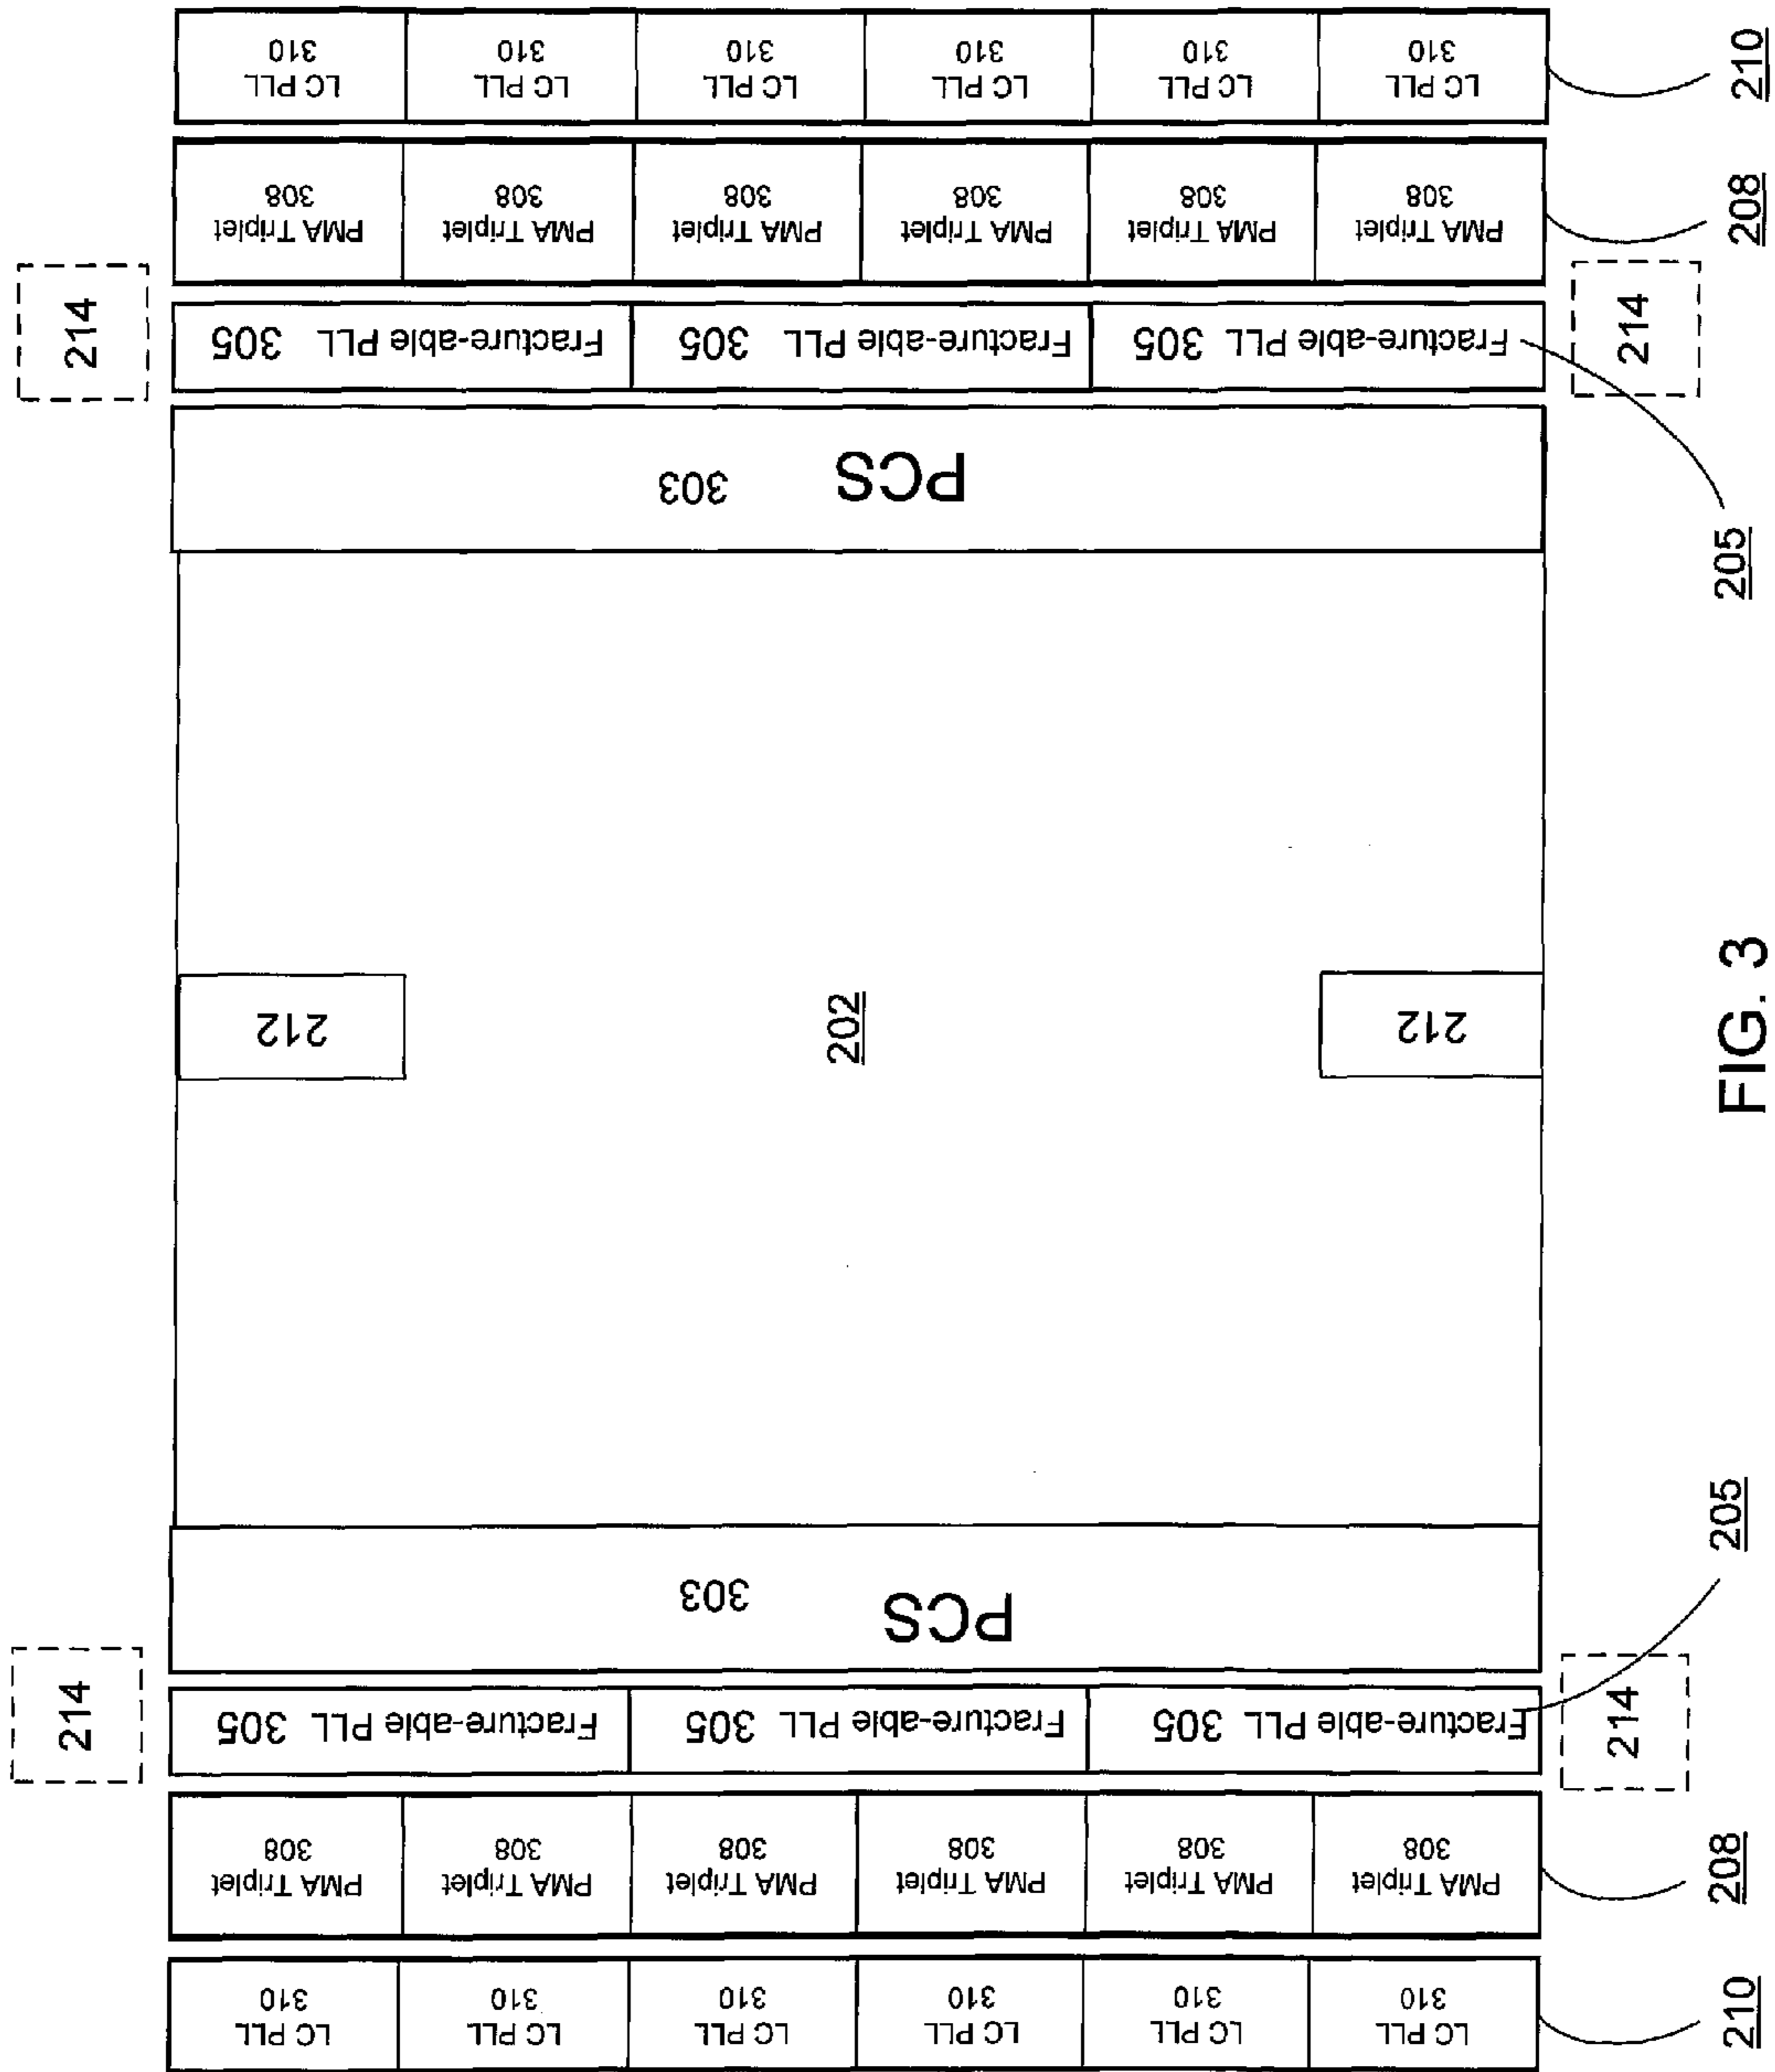 LC PLL
310
LC PLL
310
LC PLL
310
LC PLL
310
LC PLL
310
LC PLL
310
210
PMA Triplet
308
PMA Triplet
308
PMA Triplet
308
PMA Triplet
308
PMA Triplet
308
PMA Triplet
308
208
214
Fracture-able PLL 305
Fracture-able PLL 305
Fracture-able PLL 305
214
205
PCS 303
212
202
212
PCS 303
214
Fracture-able PLL 305
Fracture-able PLL 305
Fracture-able PLL 305
214
205
PMA Triplet
308
PMA Triplet
308
PMA Triplet
308
PMA Triplet
308
PMA Triplet
308
PMA Triplet
308
208
LC PLL
310
LC PLL
310
LC PLL
310
LC PLL
310
LC PLL
310
LC PLL
310
210
FIG. 3